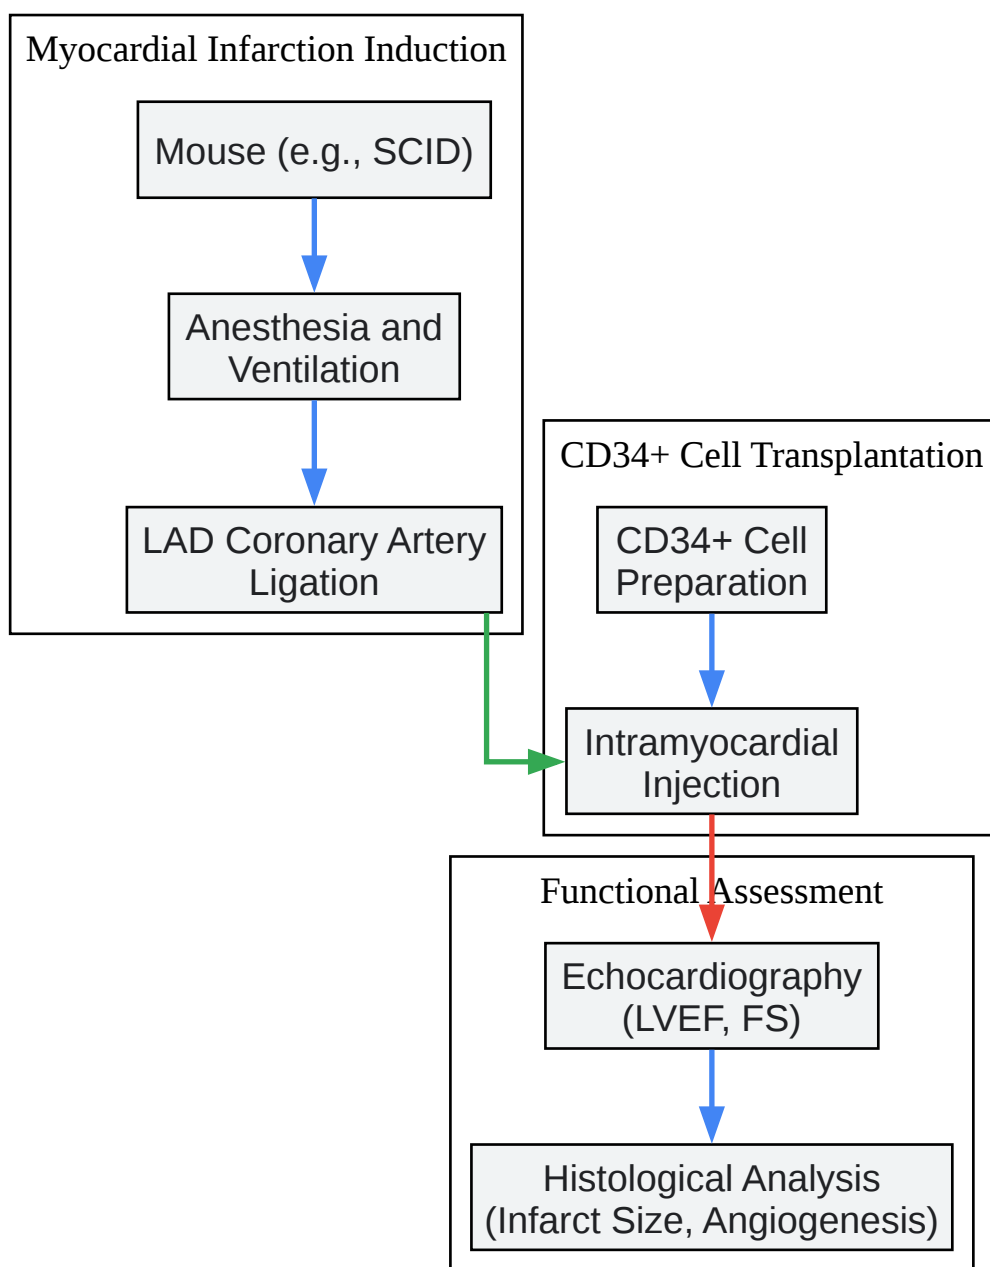 Myocardial Infarction Induction
Mouse (e.g., SCID)
Anesthesia and
Ventilation
LAD Coronary Artery
Ligation
CD34+ Cell Transplantation
CD34+ Cell
Preparation
Intramyocardial
Injection
Functional Assessment
Echocardiography
(LVEF, FS)
Histological Analysis
(Infarct Size, Angiogenesis)